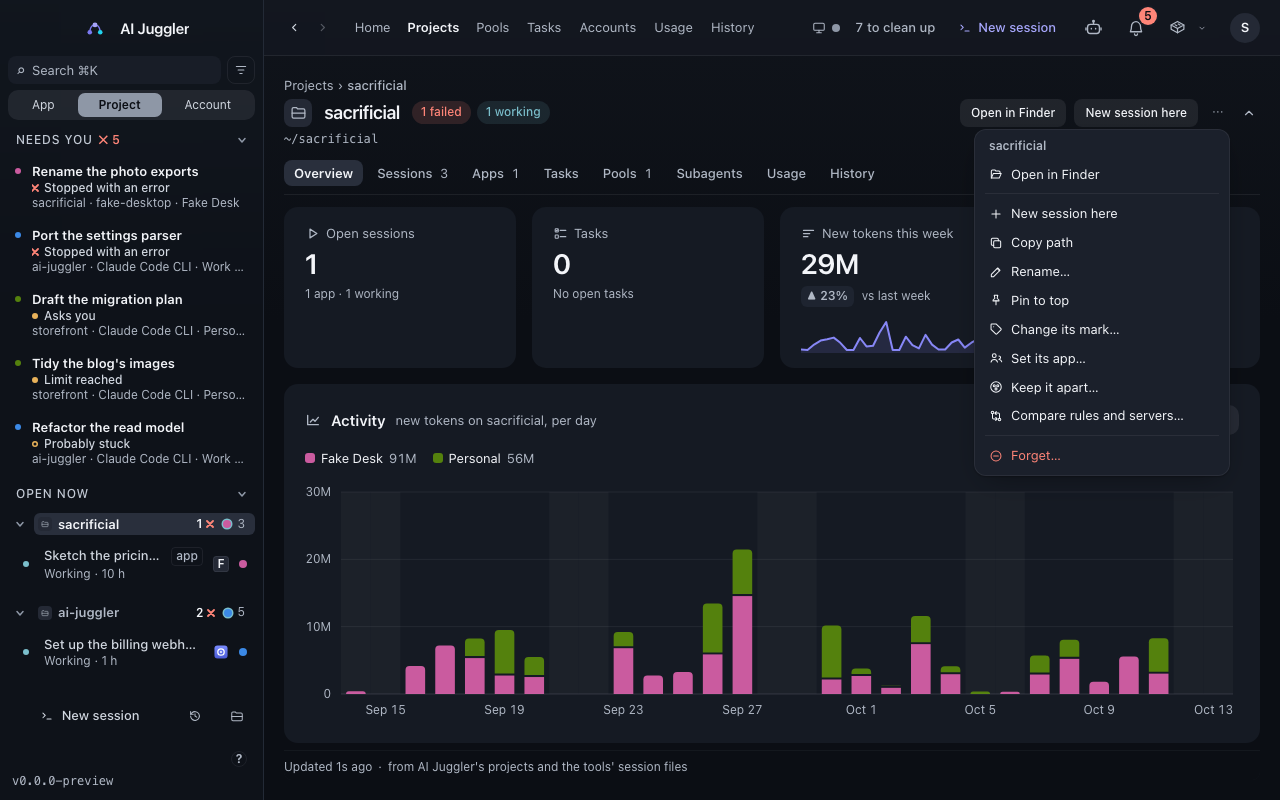 AI Juggler
Search ⌘K
App
Project
Account
NEEDS YOU 5
Rename the photo exports
Stopped with an error
sacrificial · fake-desktop · Fake Desk
Port the settings parser
Stopped with an error
ai-juggler · Claude Code CLI · Work ...
Draft the migration plan
Asks you
storefront · Claude Code CLI · Perso...
Tidy the blog's images
Limit reached
storefront · Claude Code CLI · Perso...
Refactor the read model
Probably stuck
ai-juggler · Claude Code CLI · Work ...
OPEN NOW
sacrificial 1 3
Sketch the pricin... app F
Working · 10 h
ai-juggler 2 5
Set up the billing webh...
Working · 1 h
New session
?
v0.0.0-preview
Home
Projects
Pools
Tasks
Accounts
Usage
History
7 to clean up
New session
5
S
Projects › sacrificial
sacrificial
1 failed
1 working
~/sacrificial
Open in Finder
New session here
...
Overview
Sessions 3
Apps 1
Tasks
Pools 1
Subagents
Usage
History
Open sessions
1
1 app · 1 working
Tasks
0
No open tasks
New tokens this week
29M
▲ 23% vs last week
sacrificial
Open in Finder
New session here
Copy path
Rename...
Pin to top
Change its mark...
Set its app...
Keep it apart...
Compare rules and servers...
Forget...
Activity new tokens on sacrificial, per day
Fake Desk 91M
Personal 56M
30M
20M
10M
0
Sep 15
Sep 19
Sep 23
Sep 27
Oct 1
Oct 5
Oct 9
Oct 13
Updated 1s ago · from AI Juggler's projects and the tools' session files